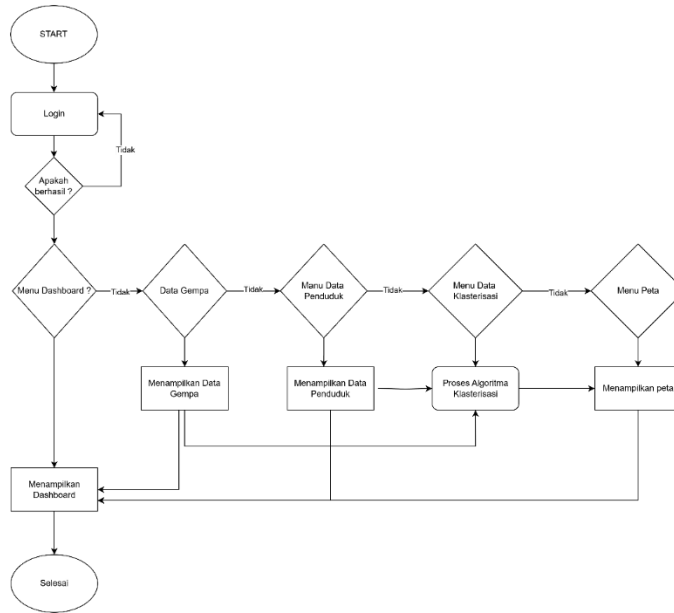 START
Login
Tidak
Apakah
berhasil ?
Menu Dashboard ?
Tidak
Data Gempa
Tidak
Manu Data
Penduduk
Tidak
Menu Data
Klasterisasi
Tidak
Menu Peta
Menampilkan Data
Gempa
Menampilkan Data
Penduduk
Proses Algoritma
Klasterisasi
Menampilkan peta
Menampilkan
Dashboard
Selesai